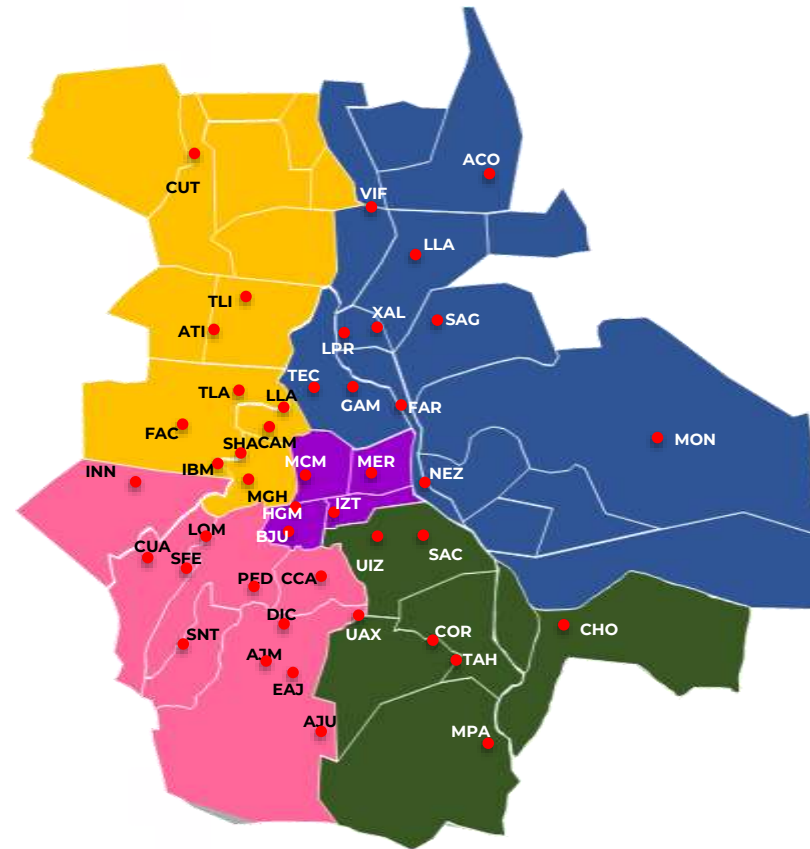 ACO
CUT
VIF
LLA
TLI
XAL
SAG
ATI
LPR
TEC
TLA
LLA
GAM
FAR
FAC
SHA
CAM
MON
INN
IBM
MCM
MER
NEZ
MGH
HGM
IZT
LOM
BJU
CUA
SFE
UIZ
SAC
PED
CCA
DIC
UAX
COR
CHO
SNT
AJM
TAH
EAJ
AJU
MPA